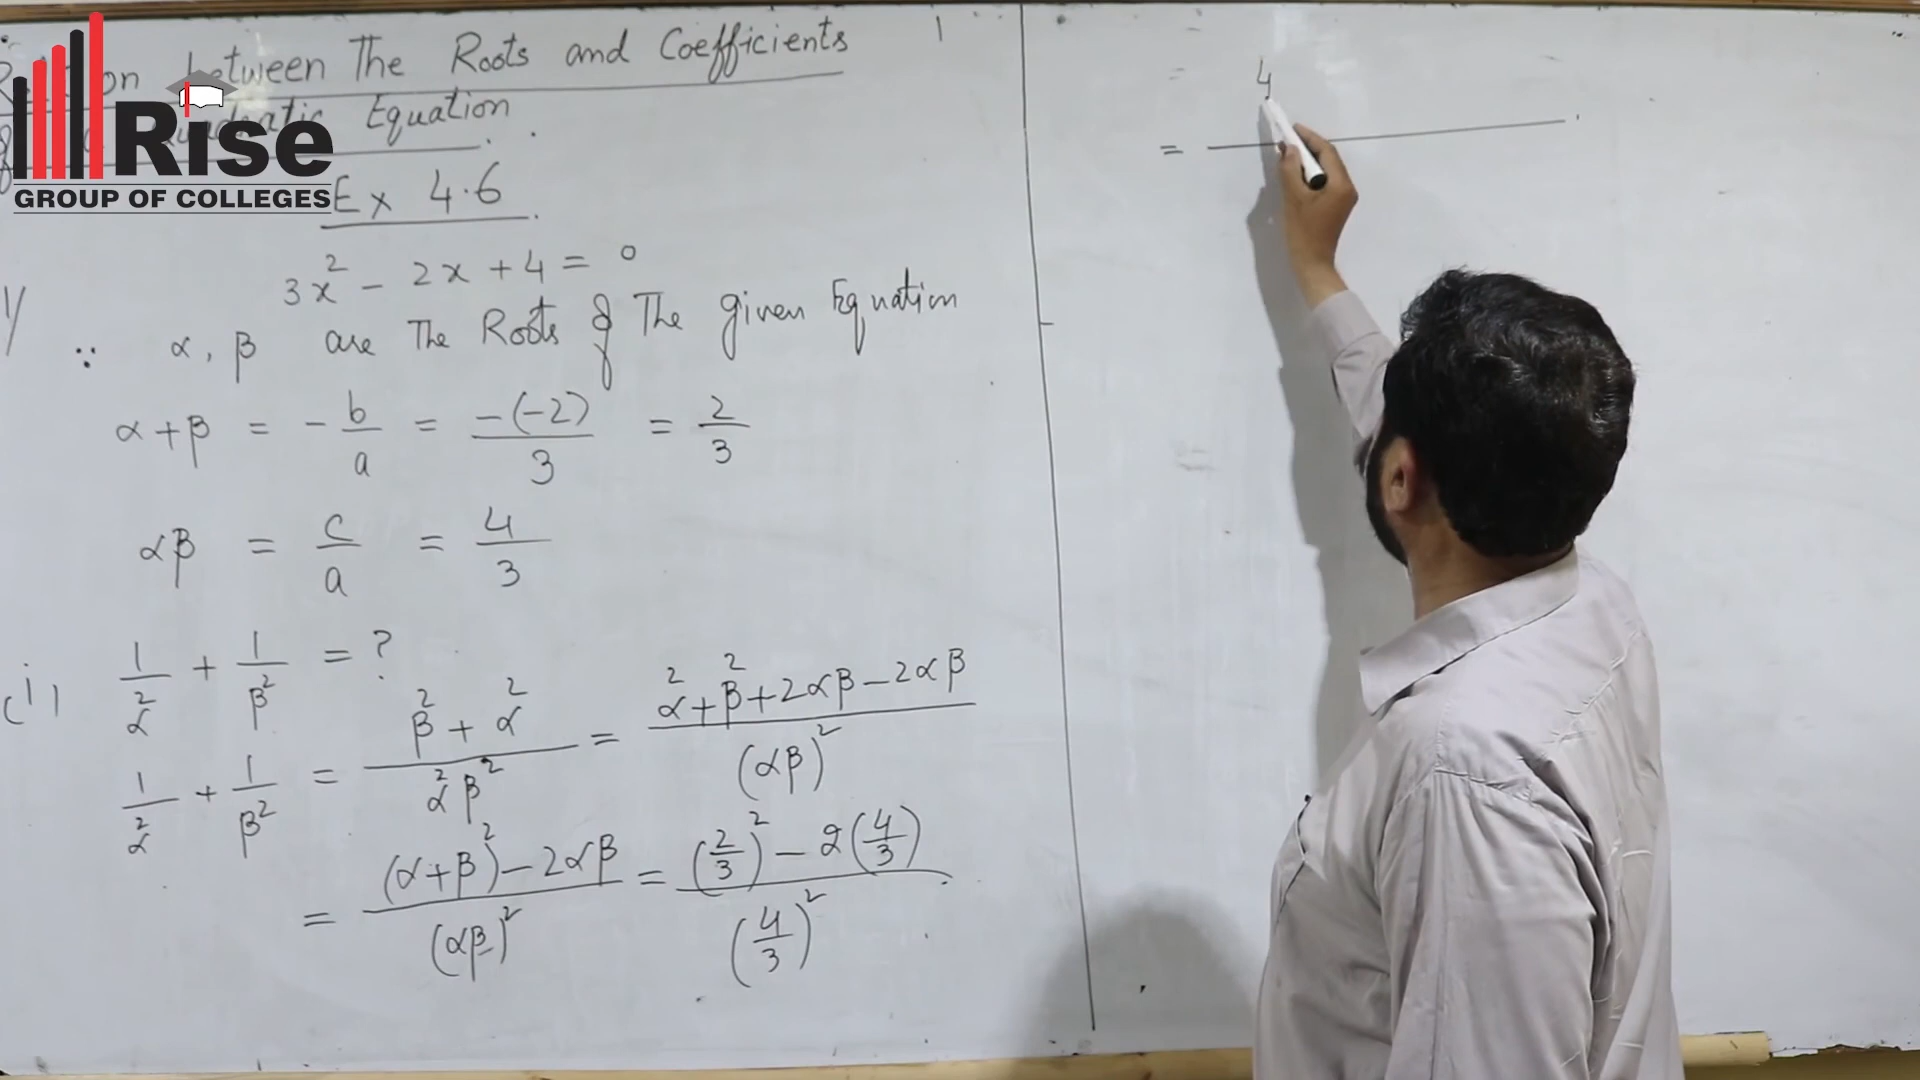 between The Roots and Coefficients
Quadratic Equation
Rise
GROUP OF COLLEGES
Ex 4.6
3x² - 2x + 4 = 0
1/
∵ α, β are The Roots of The given Equation
α + β = - b/a = -(-2)/3 = 2/3
αβ = c/a = 4/3
(i) 1/α² + 1/β² = ?
1/α² + 1/β² = (β² + α²)/(α²β²) = (α² + β² + 2αβ - 2αβ)/(αβ)²
= ((α+β)² - 2αβ)/(αβ)² = ((2/3)² - 2(4/3))/(4/3)²
= 4